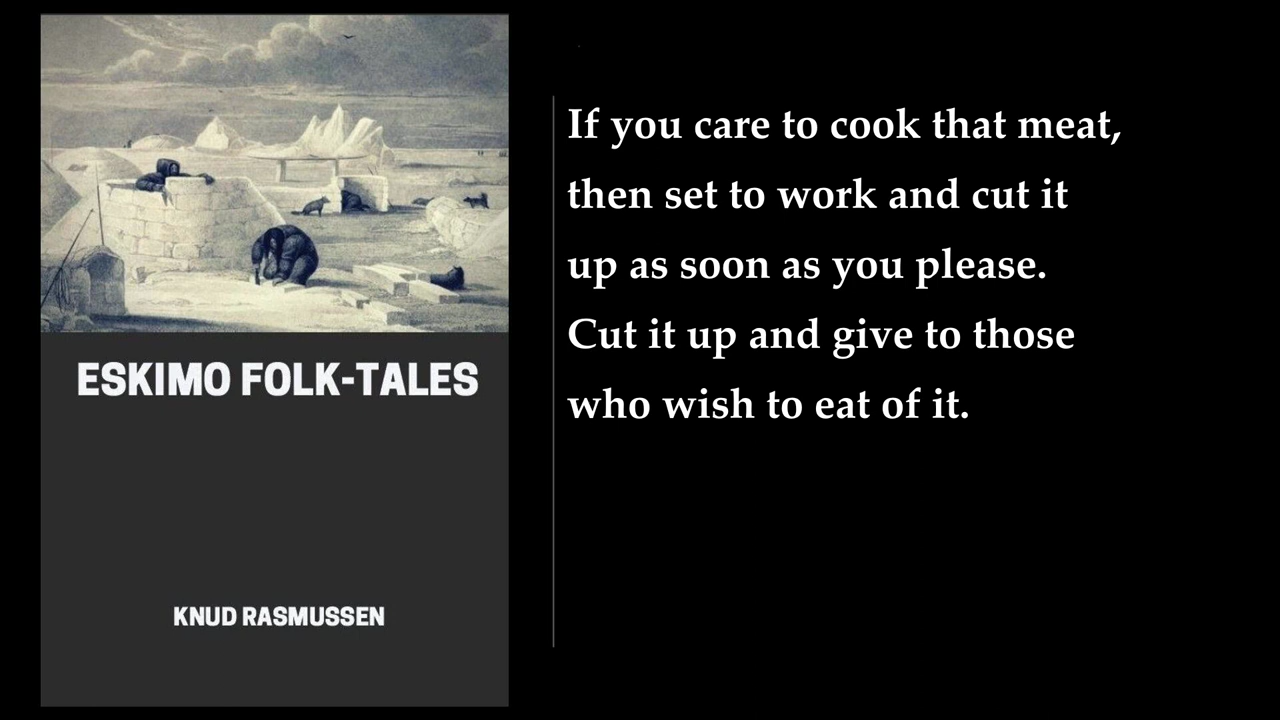 ESKIMO FOLK-TALES
KNUD RASMUSSEN
If you care to cook that meat,
then set to work and cut it
up as soon as you please.
Cut it up and give to those
who wish to eat of it.